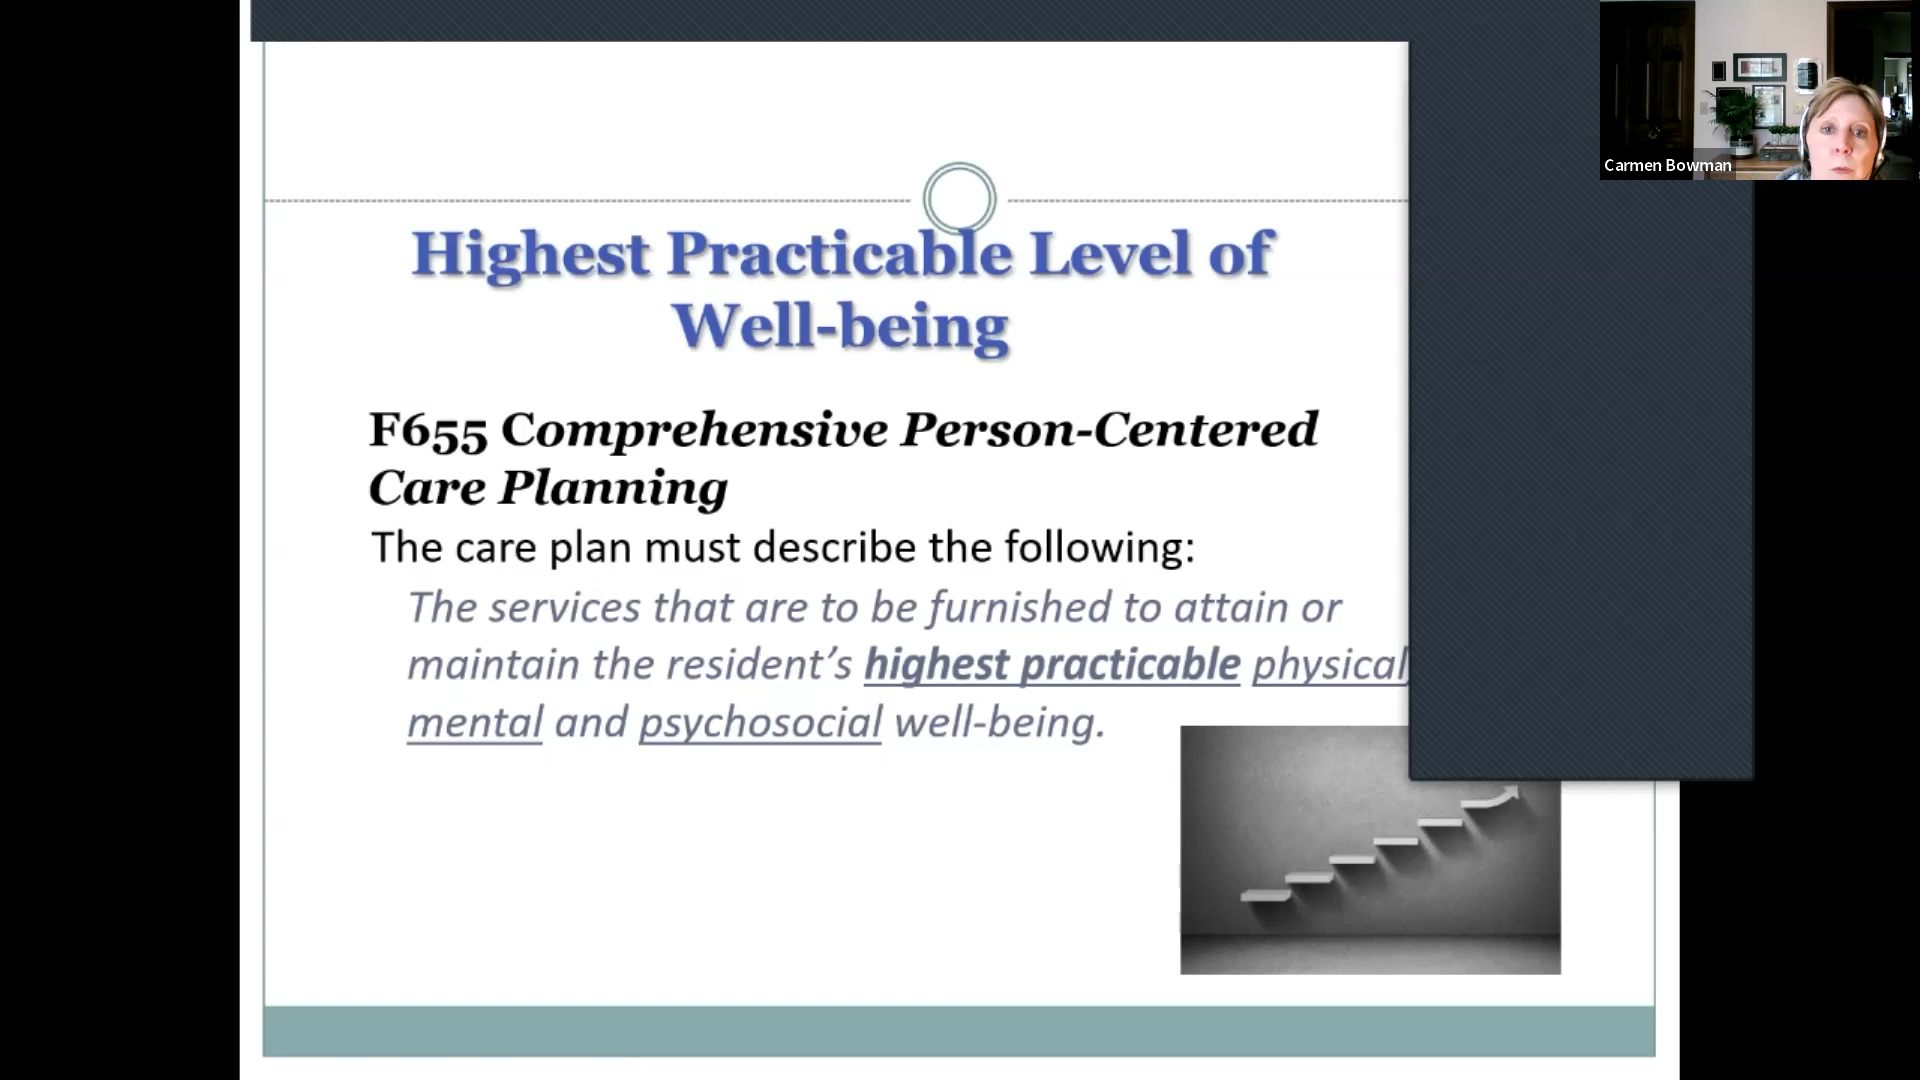 Carmen Bowman
Highest Practicable Level of
Well-being
F655 Comprehensive Person-Centered
Care Planning
The care plan must describe the following:
The services that are to be furnished to attain or
maintain the resident’s highest practicable physical,
mental and psychosocial well-being.